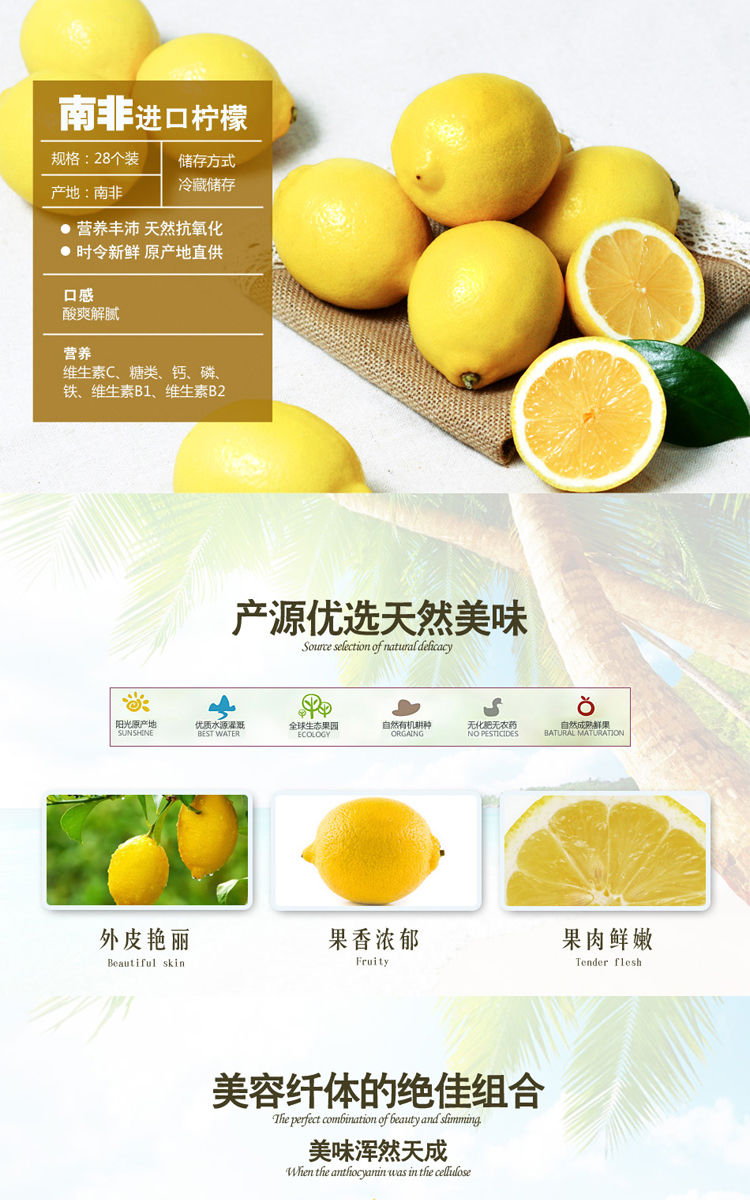 南非进口柠檬
规格：28个装
产地：南非
储存方式
冷藏储存
● 营养丰沛 天然抗氧化
● 时令新鲜 原产地直供
口感
酸爽解腻
营养
维生素C、糖类、钙、磷、
铁、维生素B1、维生素B2
产源优选天然美味
Source selection of natural delicacy
阳光原产地
SUNSHINE
优质水源灌溉
BEST WATER
全球生态果园
ECOLOGY
自然有机耕种
ORGAING
无化肥无农药
NO PESTICIDES
自然成熟鲜果
BATURAL MATURATION
外皮艳丽
Beautiful skin
果香浓郁
Fruity
果肉鲜嫩
Tender flesh
美容纤体的绝佳组合
The perfect combination of beauty and slimming.
美味浑然天成
When the anthocyanin was in the cellulose